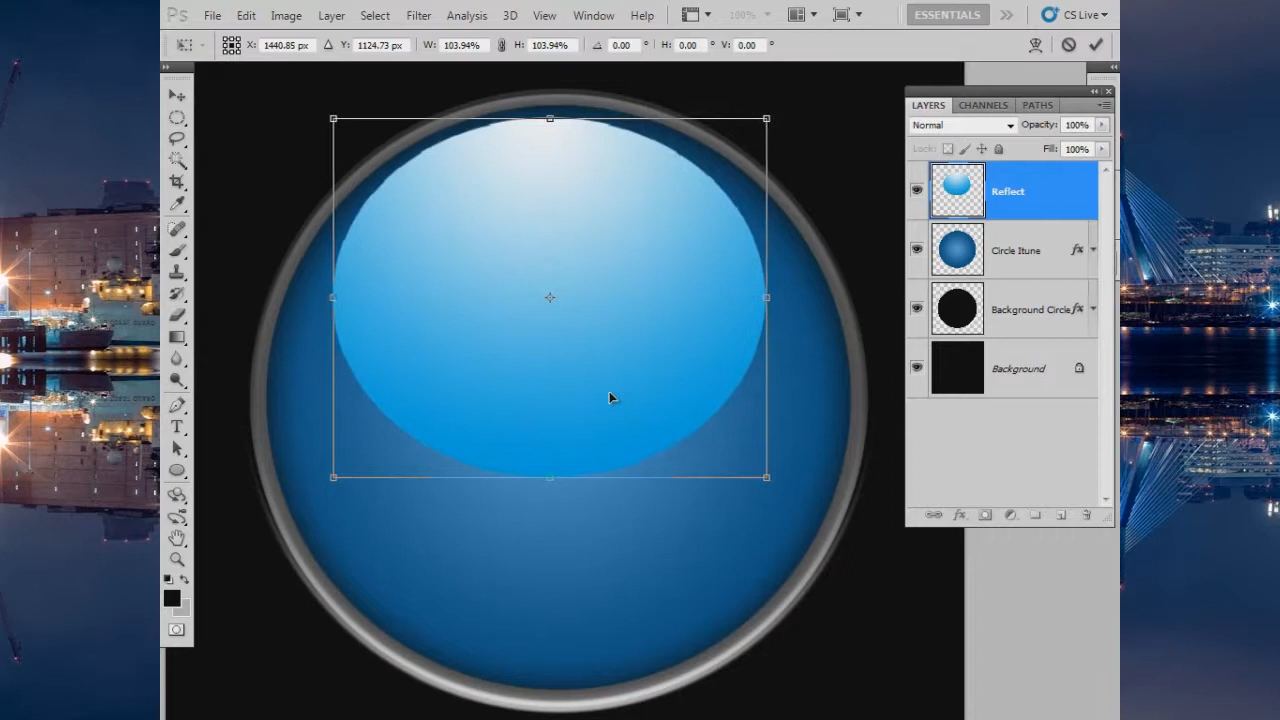 Ps File Edit Image Layer Select Filter Analysis 3D View Window Help 100% ESSENTIALS CS Live
X: 1440.85 px Y: 1124.73 px W: 103.94% H: 103.94% 0.00 ° H: 0.00 ° V: 0.00 °
LAYERS CHANNELS PATHS
Normal Opacity: 100%
Lock: Fill: 100%
Reflect
Circle Itune fx
Background Circle fx
Background
fx.
T